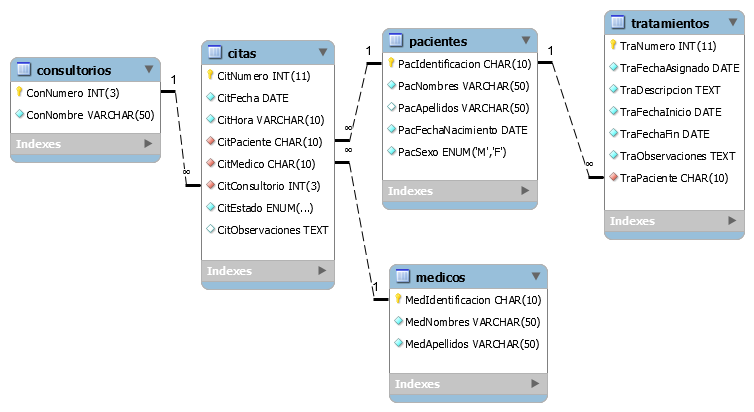 consultorios
ConNumero INT(3)
ConNombre VARCHAR(50)
Indexes
1
∞
citas
CitNumero INT(11)
CitFecha DATE
CitHora VARCHAR(10)
CitPaciente CHAR(10)
CitMedico CHAR(10)
CitConsultorio INT(3)
CitEstado ENUM(...)
CitObservaciones TEXT
Indexes
1
∞
∞
1
pacientes
PacIdentificacion CHAR(10)
PacNombres VARCHAR(50)
PacApellidos VARCHAR(50)
PacFechaNacimiento DATE
PacSexo ENUM('M','F')
Indexes
medicos
MedIdentificacion CHAR(10)
MedNombres VARCHAR(50)
MedApellidos VARCHAR(50)
Indexes
1
∞
tratamientos
TraNumero INT(11)
TraFechaAsignado DATE
TraDescripcion TEXT
TraFechaInicio DATE
TraFechaFin DATE
TraObservaciones TEXT
TraPaciente CHAR(10)
Indexes